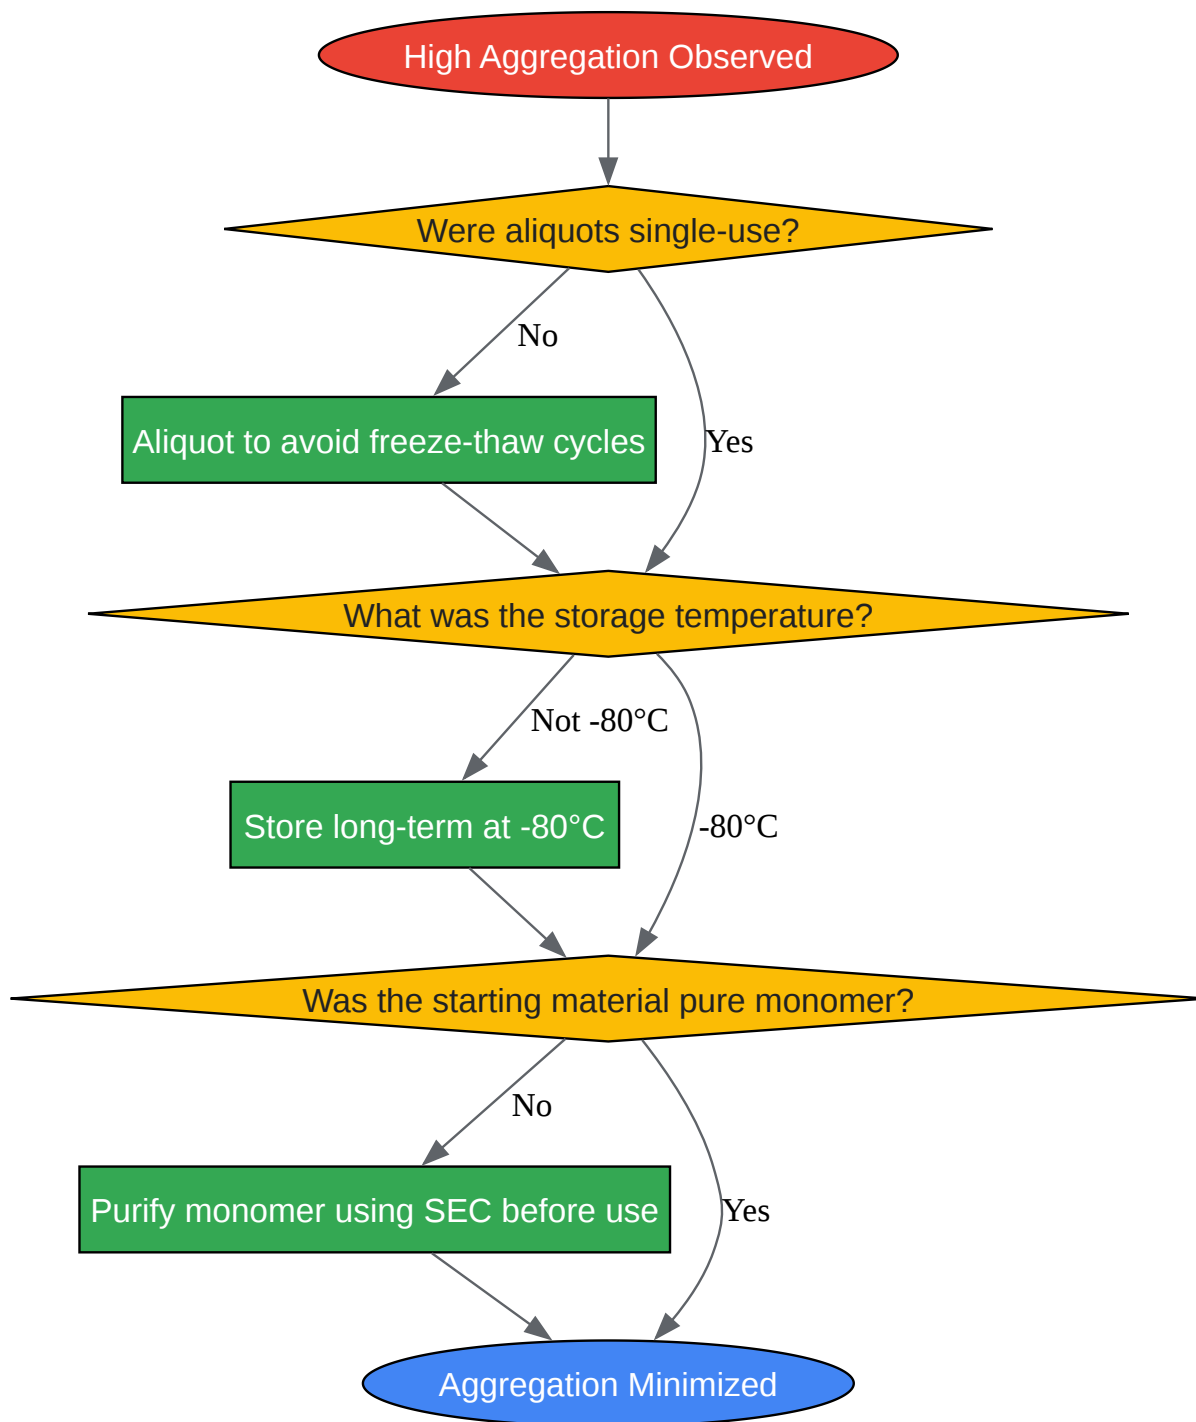 High Aggregation Observed
Were aliquots single-use?
No
Aliquot to avoid freeze-thaw cycles
Yes
What was the storage temperature?
Not -80°C
Store long-term at -80°C
-80°C
Was the starting material pure monomer?
No
Purify monomer using SEC before use
Yes
Aggregation Minimized